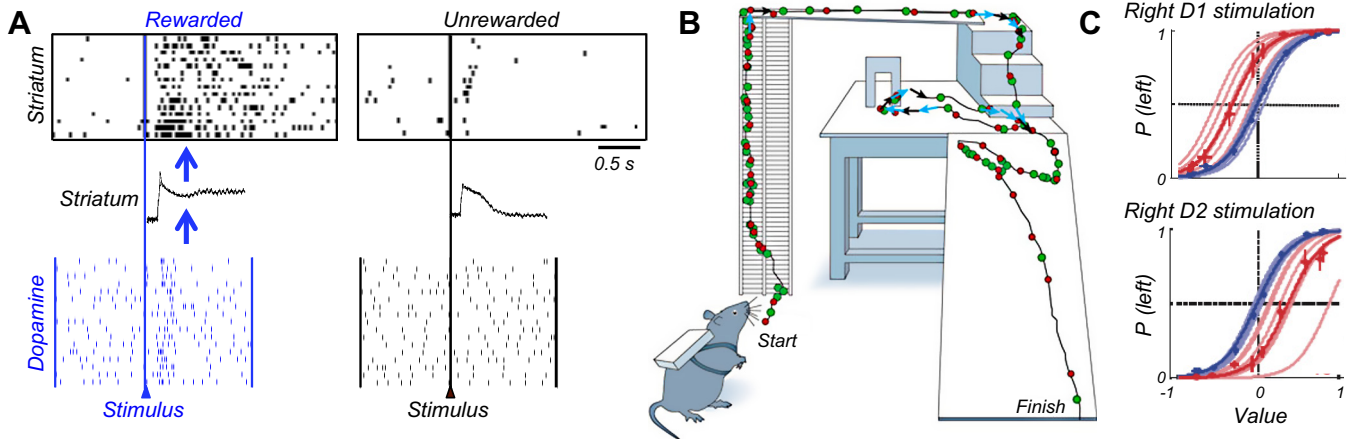 A
Rewarded
Unrewarded
Striatum
0.5 s
Striatum
Dopamine
Stimulus
Stimulus
B
Start
Finish
C
Right D1 stimulation
1
P (left)
0
Right D2 stimulation
1
P (left)
0
-1
0
1
Value